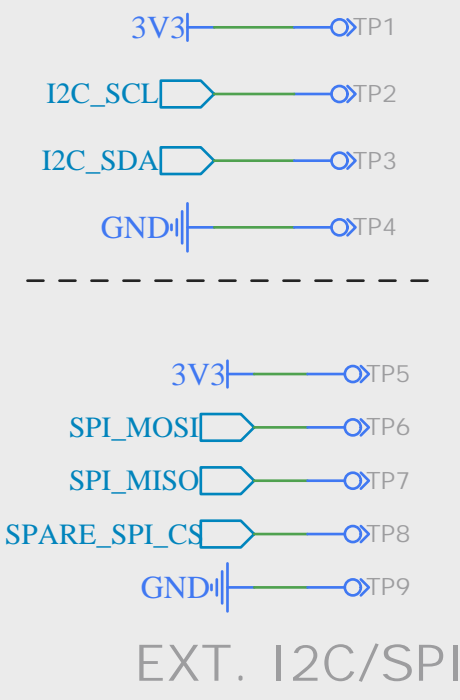 3V3 TP1
I2C_SCL TP2
I2C_SDA TP3
GND TP4
3V3 TP5
SPI_MOSI TP6
SPI_MISO TP7
SPARE_SPI_CS TP8
GND TP9
EXT. I2C/SPI